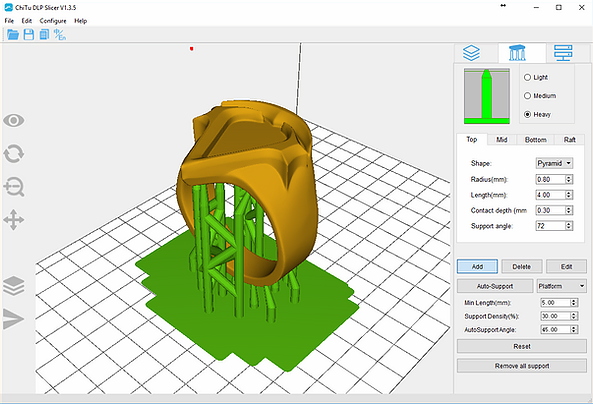 ChiTu DLP Slicer V1.3.5
File Edit Configure Help
Light
Medium
Heavy
Top Mid Bottom Raft
Shape: Pyramid
Radius(mm): 0.80
Length(mm): 4.00
Contact depth (mm 0.30
Support angle: 72
Add Delete Edit
Auto-Support Platform
Min Length(mm): 5.00
Support Density(%): 30.00
AutoSupport Angle: 45.00
Reset
Remove all support